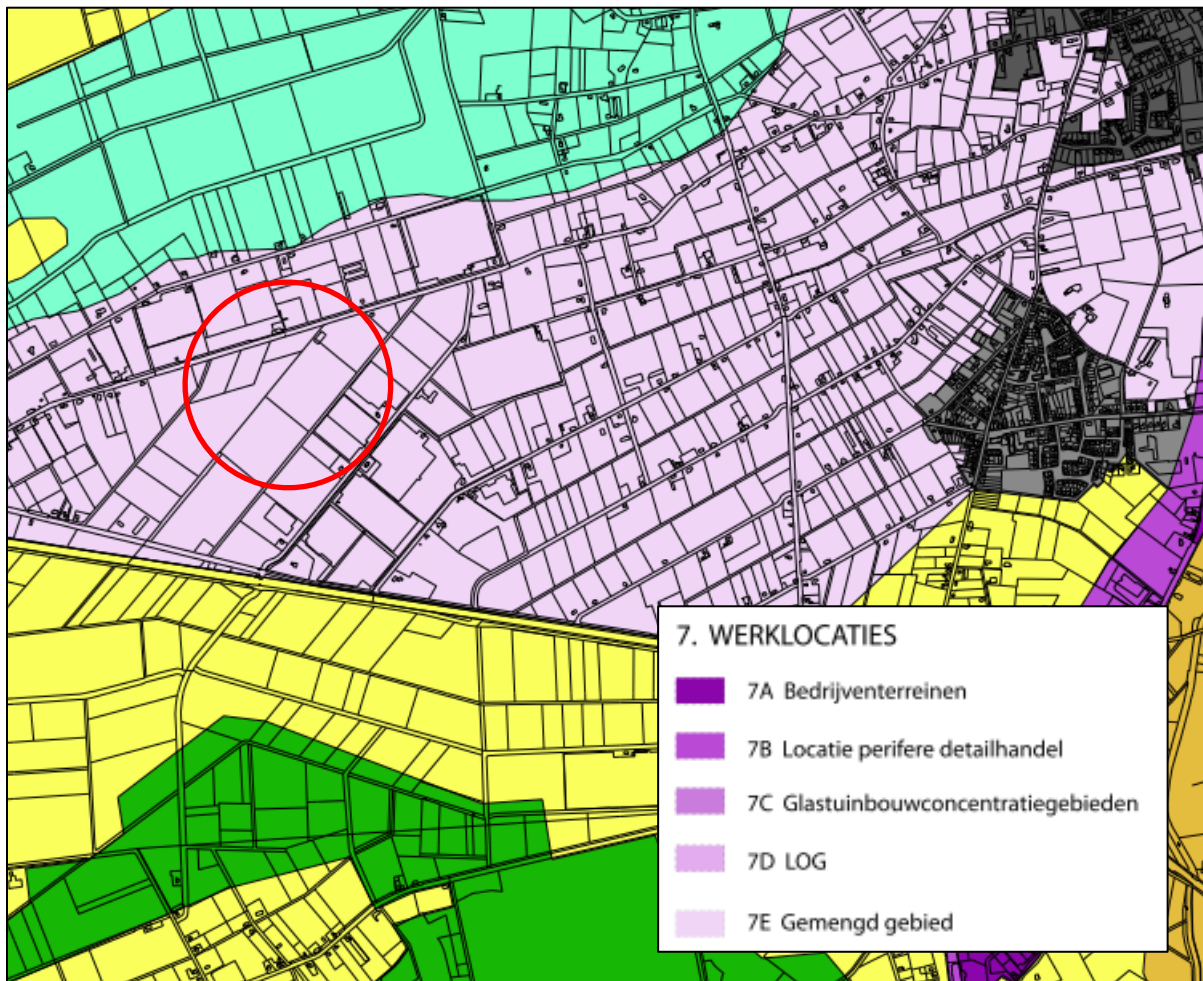 7. WERKLOCATIES
7A Bedrijventerreinen
7B Locatie perifere detailhandel
7C Glastuinbouwconcentratiegebieden
7D LOG
7E Gemengd gebied